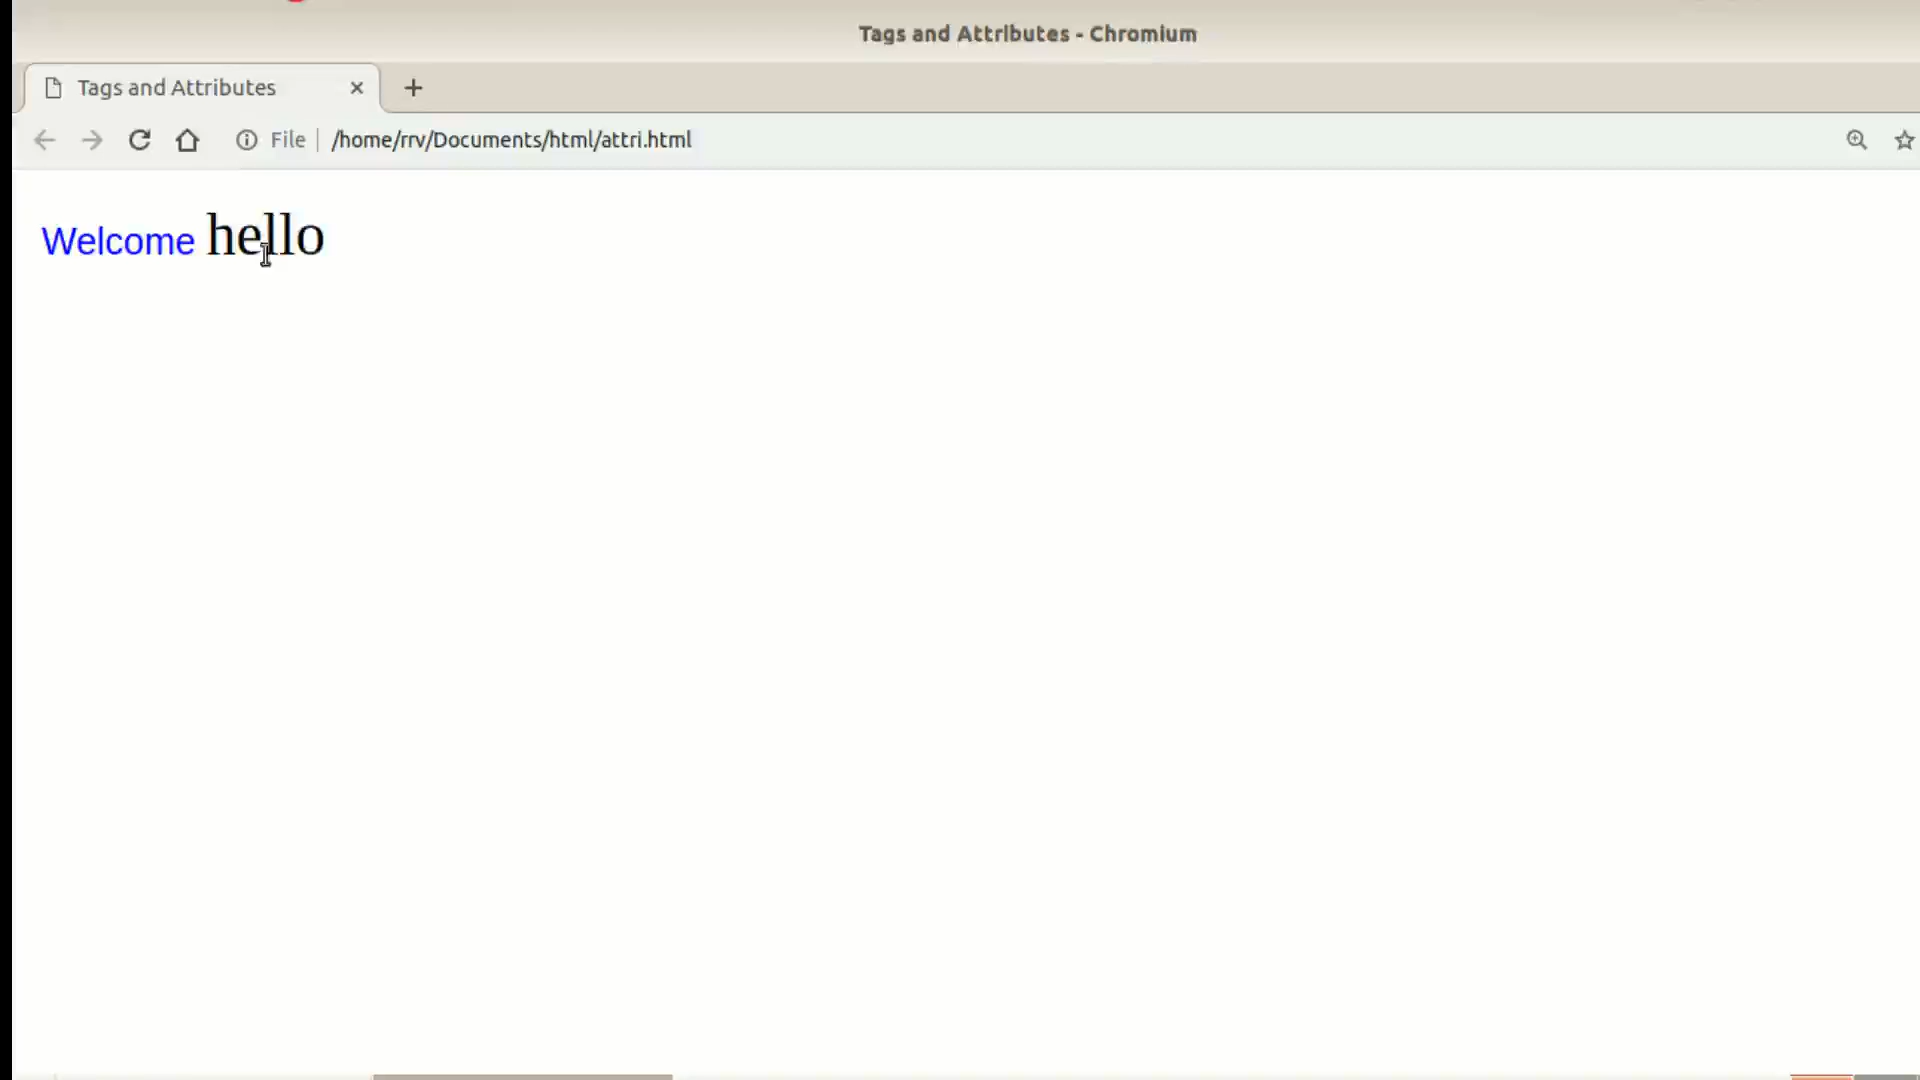 Tags and Attributes - Chromium
Tags and Attributes
File /home/rrv/Documents/html/attri.html
Welcome hello